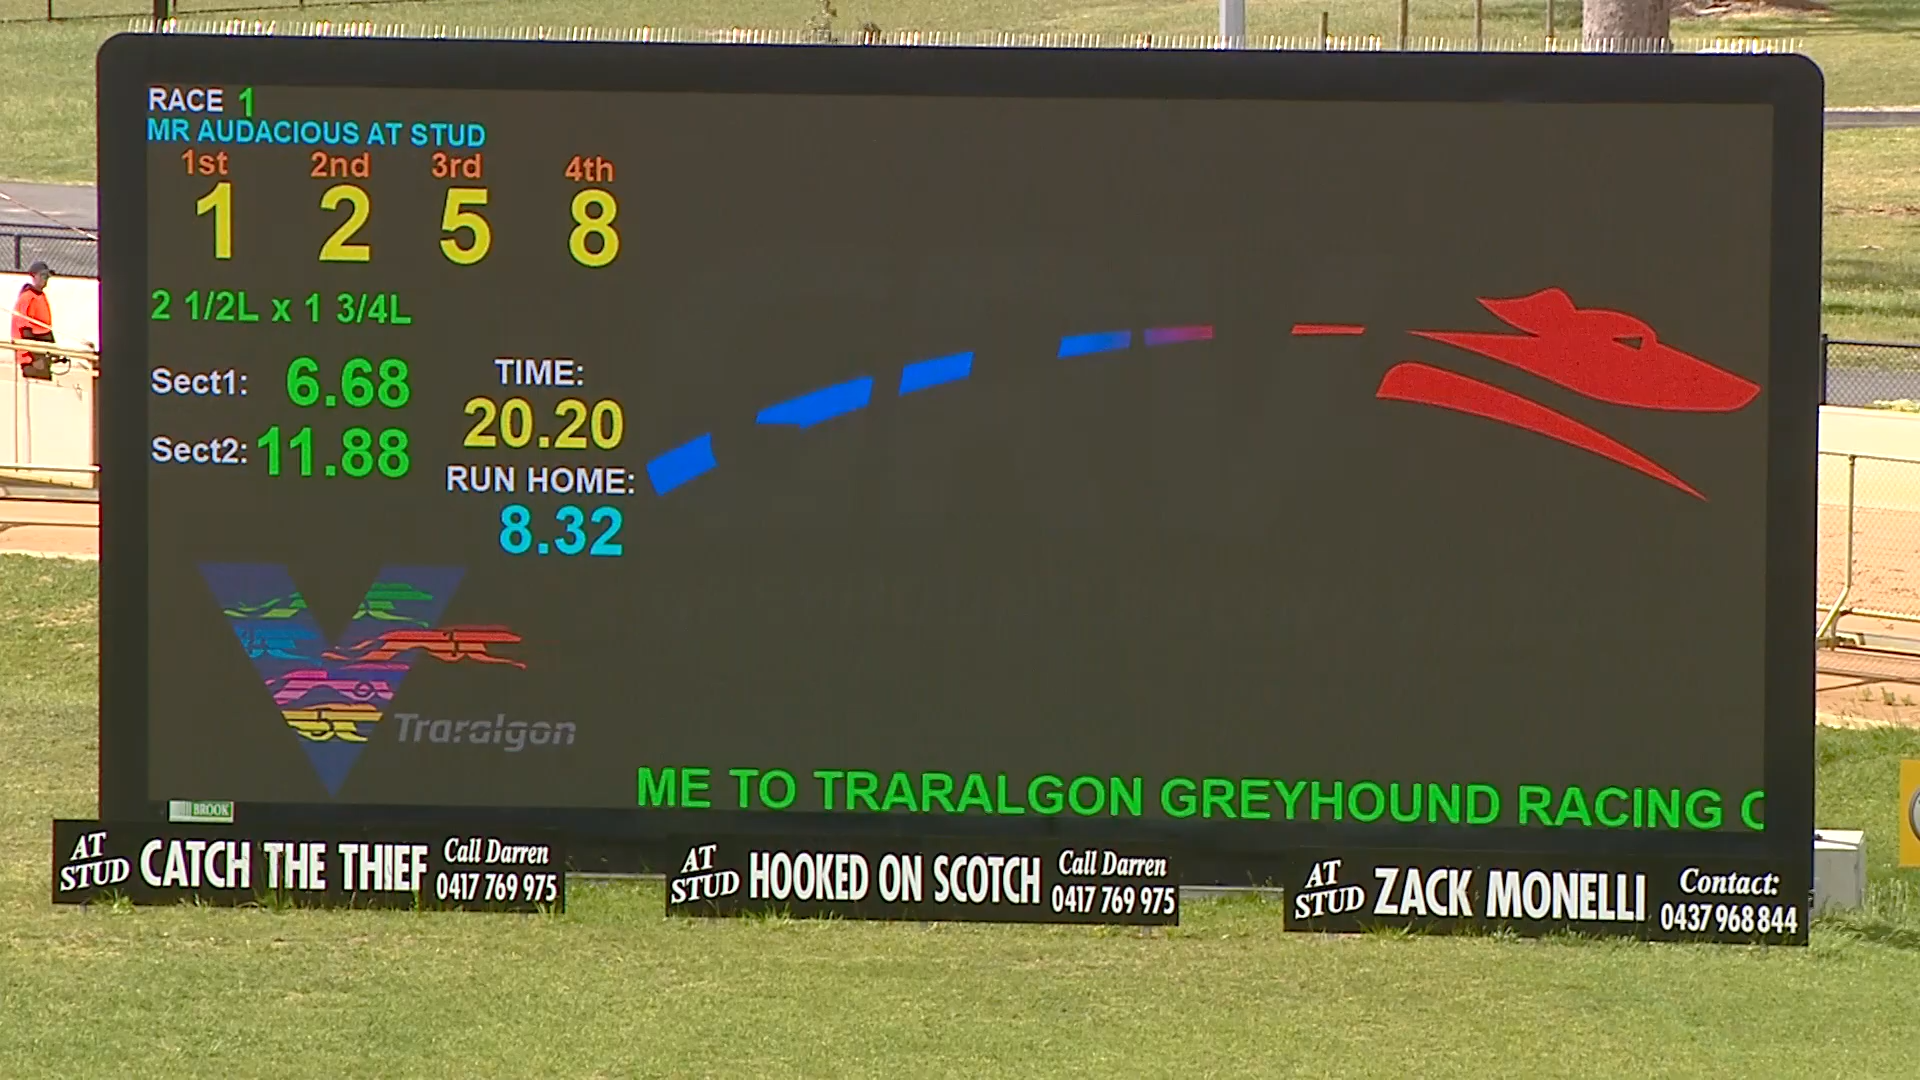 RACE 1
MR AUDACIOUS AT STUD
1st 2nd 3rd 4th
1 2 5 8
2 1/2L x 1 3/4L
Sect1: 6.68
Sect2: 11.88
TIME:
20.20
RUN HOME:
8.32
5
Traralgon
ME TO TRARALGON GREYHOUND RACING C
BROOK
AT STUD CATCH THE THIEF Call Darren 0417 769 975
AT STUD HOOKED ON SCOTCH Call Darren 0417 769 975
AT STUD ZACK MONELLI Contact: 0437 968 844